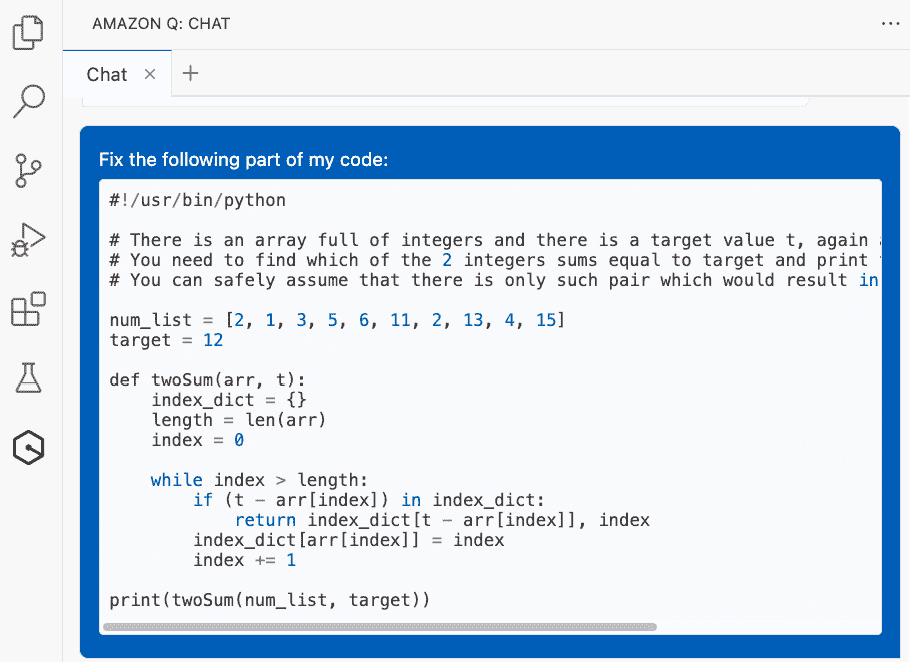 AMAZON Q: CHAT
Chat
Fix the following part of my code:
#!/usr/bin/python
# There is an array full of integers and there is a target value t, again
# You need to find which of the 2 integers sums equal to target and print
# You can safely assume that there is only such pair which would result in
num_list = [2, 1, 3, 5, 6, 11, 2, 13, 4, 15]
target = 12
def twoSum(arr, t):
    index_dict = {}
    length = len(arr)
    index = 0
    while index > length:
        if (t - arr[index]) in index_dict:
            return index_dict[t - arr[index]], index
        index_dict[arr[index]] = index
        index += 1
print(twoSum(num_list, target))